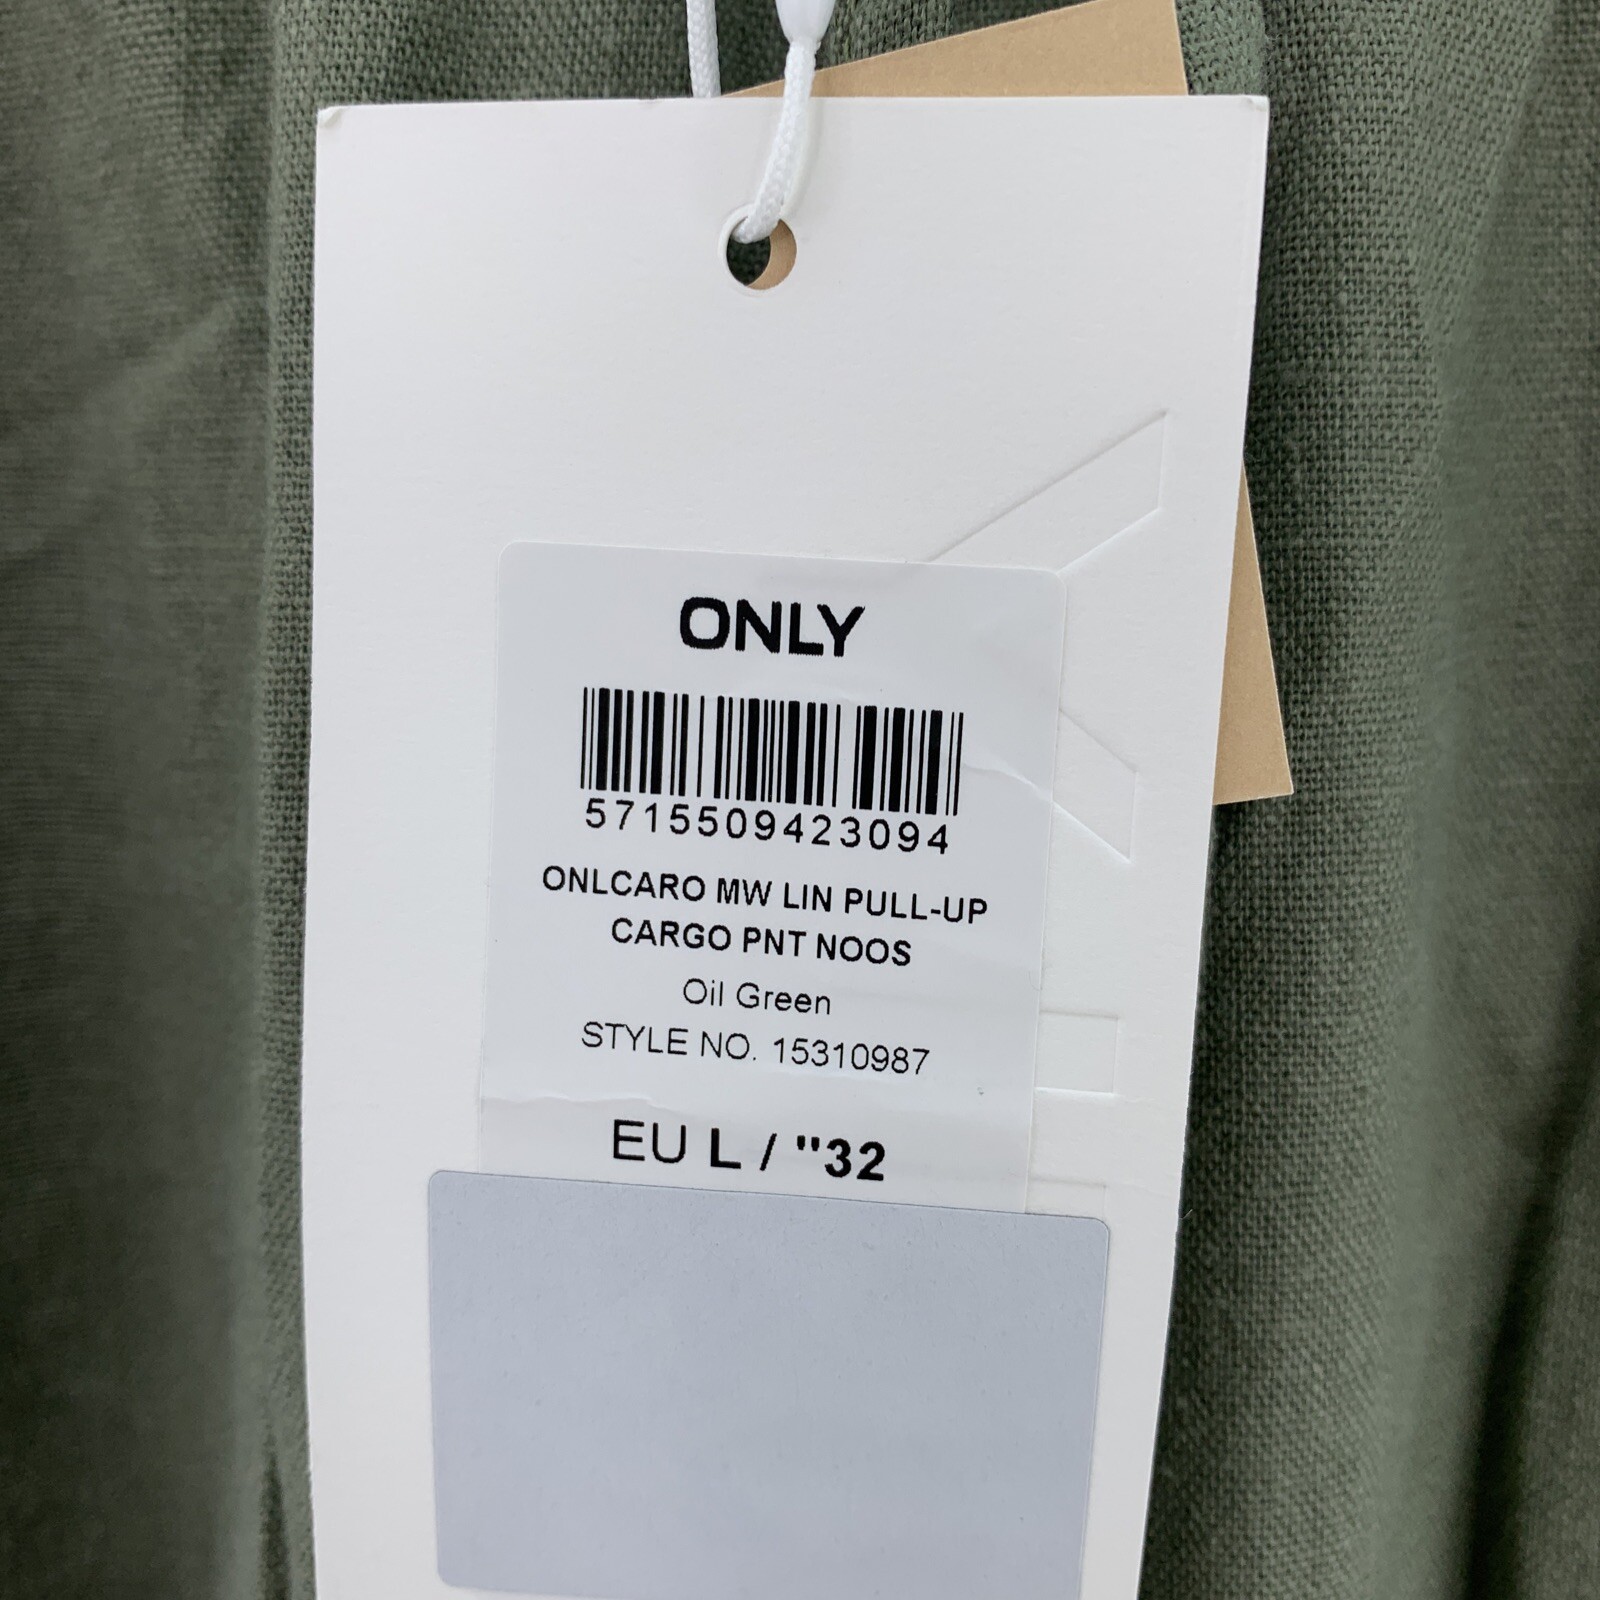 ONLY
5715509423094
ONLCARO MW LIN PULL-UP
CARGO PNT NOOS
Oil Green
STYLE NO. 15310987
EU L / "32